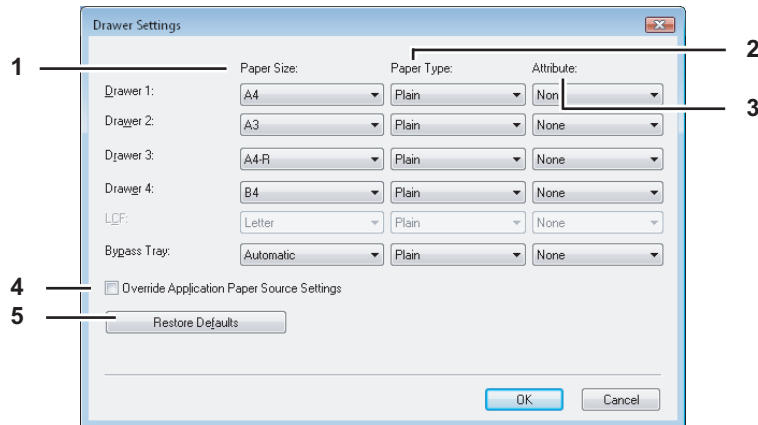 Drawer Settings
2
1 Paper Size: Paper Type: Attribute:
Drawer 1: A4 Plain Non
3
Drawer 2: A3 Plain None
Drawer 3: A4-R Plain None
Drawer 4: B4 Plain None
LCF: Letter Plain None
Bypass Tray: Automatic Plain None
4 Override Application Paper Source Settings
5 Restore Defaults
OK Cancel